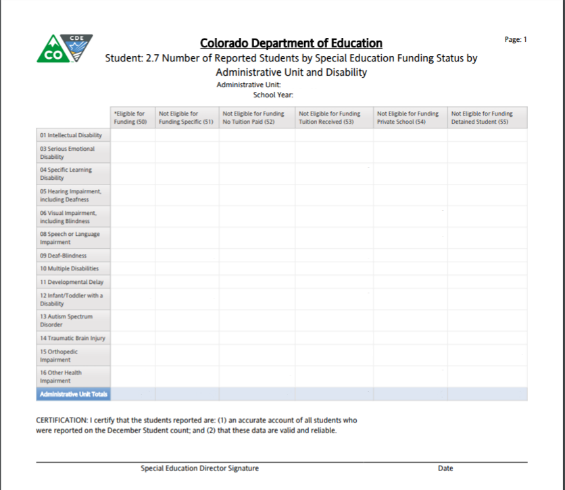 CDE
CO
Page: 1
Colorado Department of Education
Student: 2.7 Number of Reported Students by Special Education Funding Status by
Administrative Unit and Disability
Administrative Unit:
School Year:
*Eligible for Funding (50)
Not Eligible for Funding Specific (51)
Not Eligible for Funding No Tuition Paid (52)
Not Eligible for Funding Tuition Received (53)
Not Eligible for Funding Private School (54)
Not Eligible for Funding Detained Student (55)
01 Intellectual Disability
03 Serious Emotional
Disability
04 Specific Learning
Disability
05 Hearing Impairment,
including Deafness
06 Visual Impairment,
including Blindness
08 Speech or Language
Impairment
09 Deaf-Blindness
10 Multiple Disabilities
11 Developmental Delay
12 Infant/Toddler with a
Disability
13 Autism Spectrum
Disorder
14 Traumatic Brain Injury
15 Orthopedic
Impairment
16 Other Health
Impairment
Administrative Unit Totals
CERTIFICATION: I certify that the students reported are: (1) an accurate account of all students who
were reported on the December Student count; and (2) that these data are valid and reliable.
Special Education Director Signature
Date